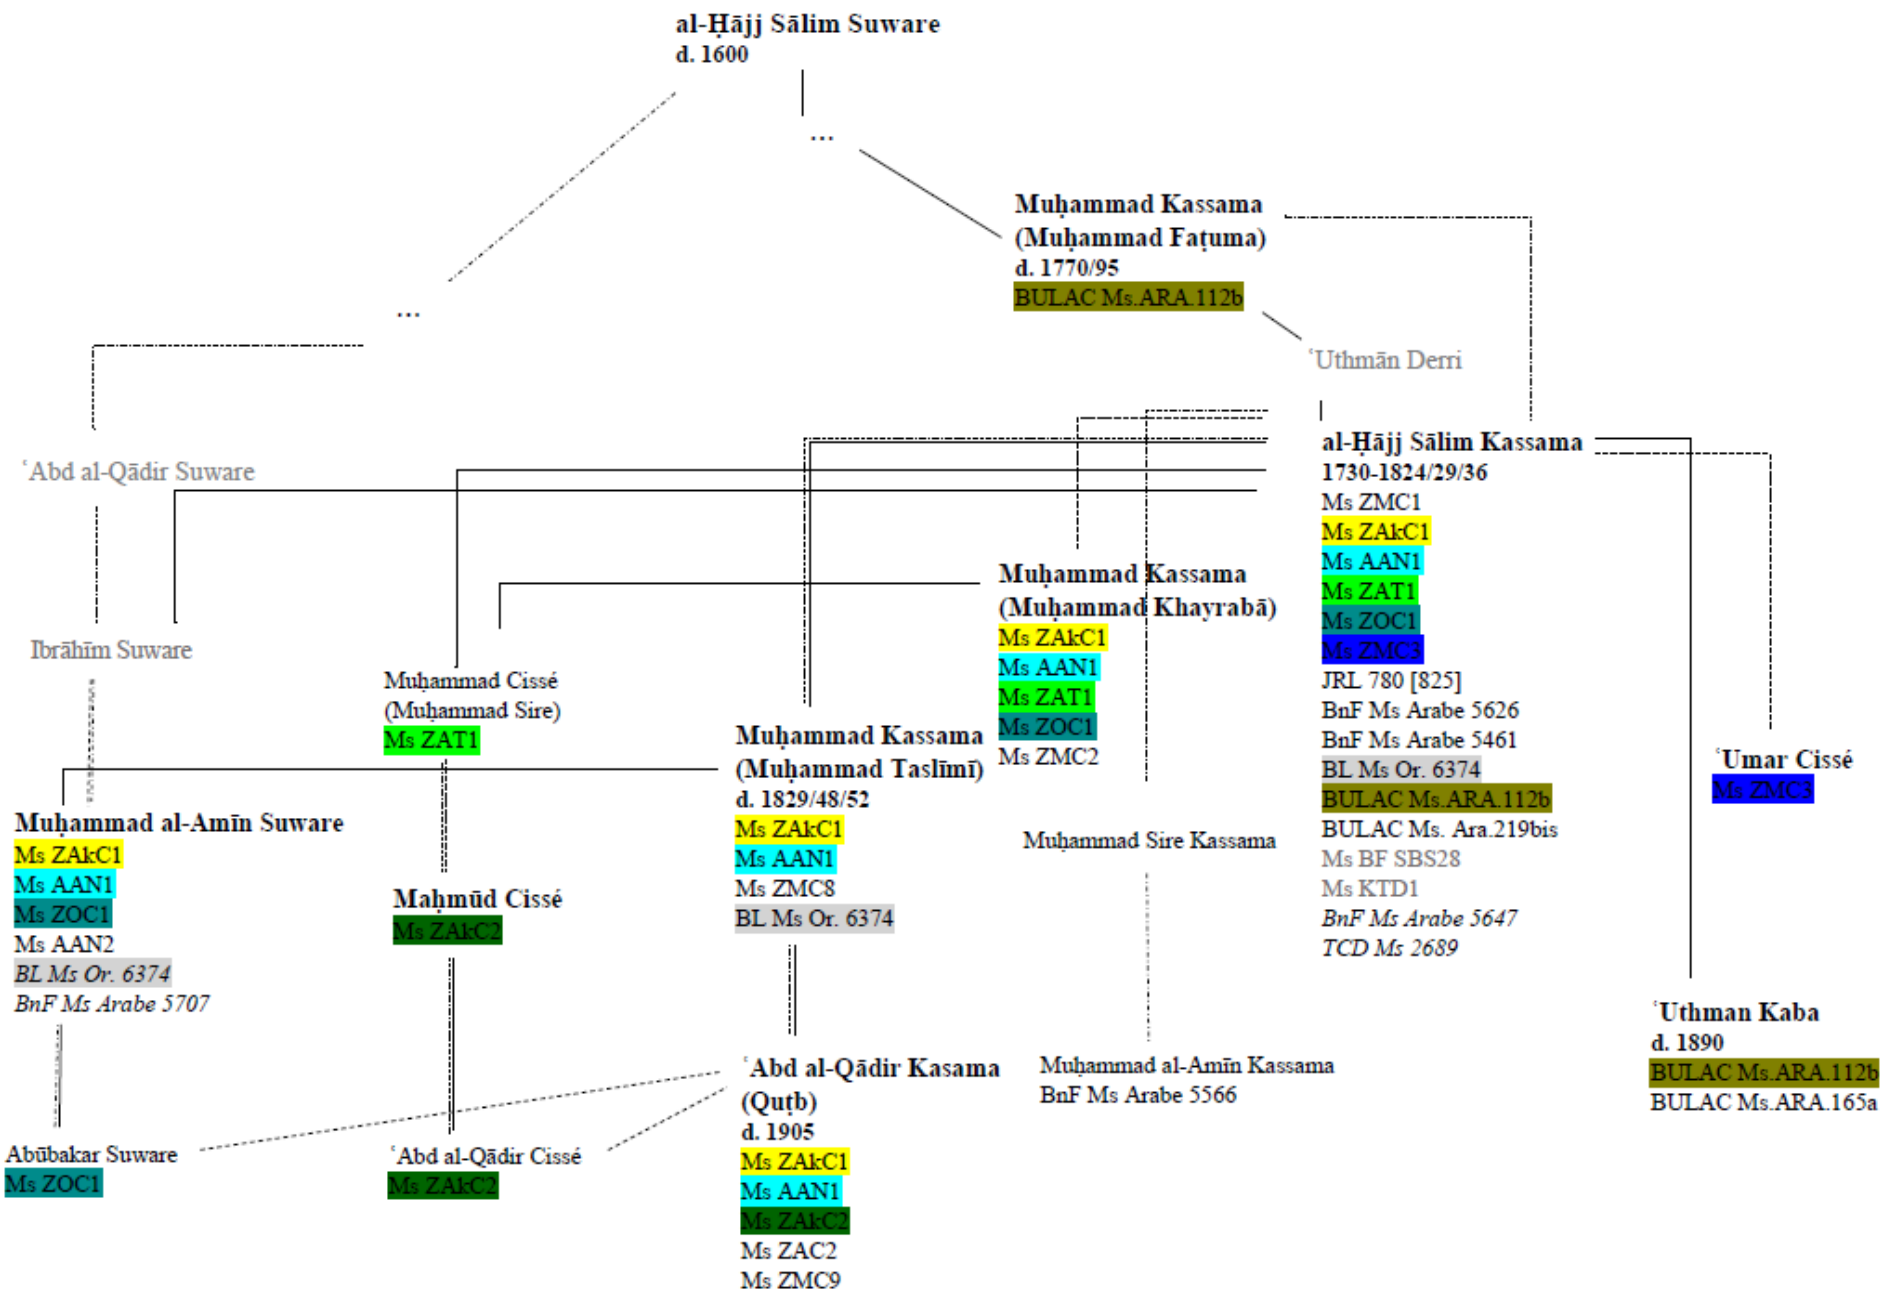 al-Ḥājj Sālim Suware
d. 1600
...
Muḥammad Kassama
(Muḥammad Faṭuma)
d. 1770/95
BULAC Ms.ARA.112b
...
ʿUthmān Derri
ʿAbd al-Qādir Suware
al-Ḥājj Sālim Kassama
1730-1824/29/36
Ms ZMC1
Ms ZAkC1
Ms AAN1
Ms ZAT1
Ms ZOC1
Ms ZMC3
JRL 780 [825]
BnF Ms Arabe 5626
BnF Ms Arabe 5461
BL Ms Or. 6374
BULAC Ms.ARA.112b
BULAC Ms. Ara.219bis
Ms BF SBS28
Ms KTD1
BnF Ms Arabe 5647
TCD Ms 2689
Muḥammad Kassama
(Muḥammad Khayrabā)
Ms ZAkC1
Ms AAN1
Ms ZAT1
Ms ZOC1
Ms ZMC2
Ibrāhīm Suware
Muḥammad Cissé
(Muḥammad Sire)
Ms ZAT1
Muḥammad Kassama
(Muḥammad Taslīmī)
d. 1829/48/52
Ms ZAkC1
Ms AAN1
Ms ZMC8
BL Ms Or. 6374
ʿUmar Cissé
Ms ZMC3
Muḥammad al-Amīn Suware
Ms ZAkC1
Ms AAN1
Ms ZOC1
Ms AAN2
BL Ms Or. 6374
BnF Ms Arabe 5707
Muḥammad Sire Kassama
Maḥmūd Cissé
Ms ZAkC2
ʿUthman Kaba
d. 1890
BULAC Ms.ARA.112b
BULAC Ms.ARA.165a
ʿAbd al-Qādir Kasama
(Quṭb)
d. 1905
Ms ZAkC1
Ms AAN1
Ms ZAkC2
Ms ZAC2
Ms ZMC9
Muḥammad al-Amīn Kassama
BnF Ms Arabe 5566
Abūbakar Suware
Ms ZOC1
ʿAbd al-Qādir Cissé
Ms ZAkC2